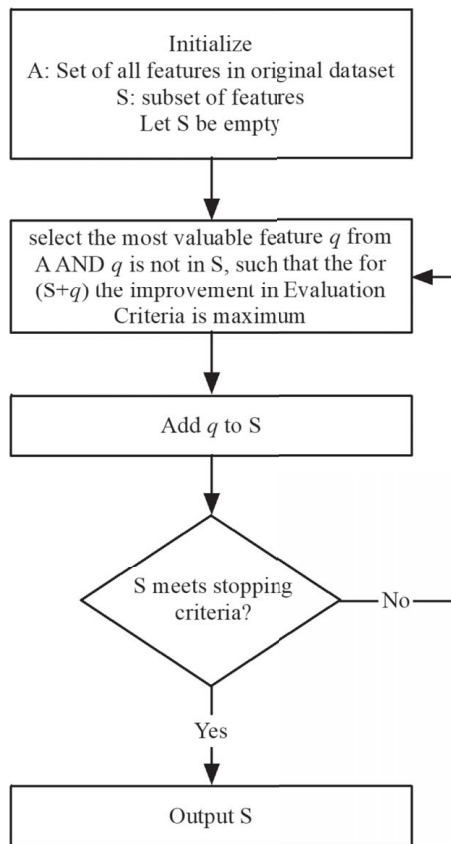 Initialize
A: Set of all features in original dataset
S: subset of features
Let S be empty
select the most valuable feature q from
A AND q is not in S, such that the for
(S+q) the improvement in Evaluation
Criteria is maximum
Add q to S
S meets stopping
criteria?
No
Yes
Output S